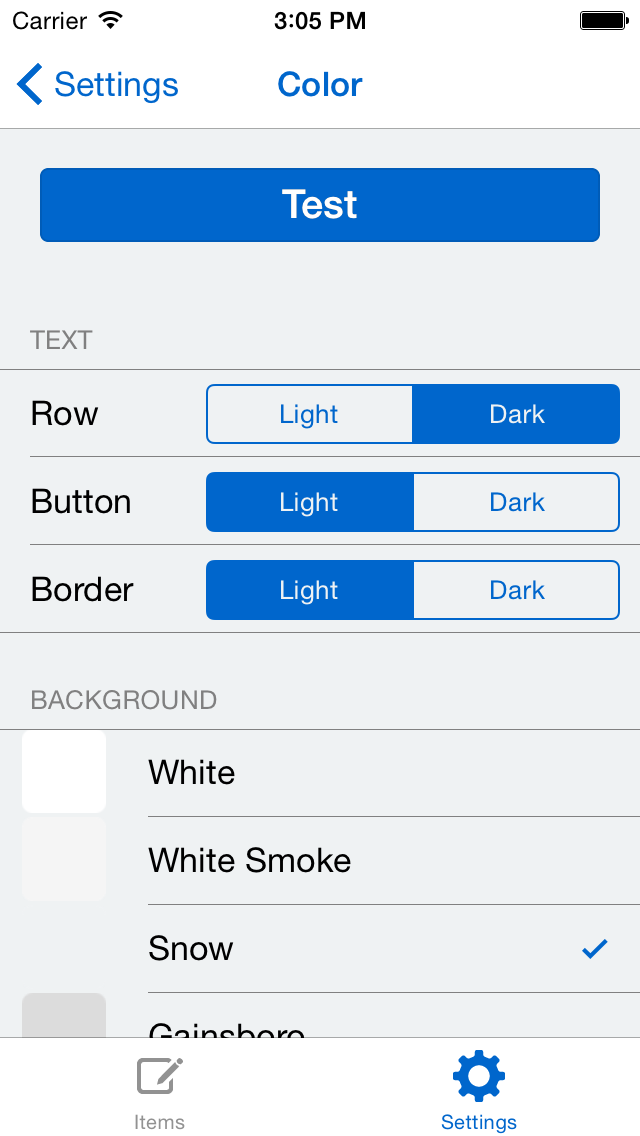 Carrier 3:05 PM
Settings Color
Test
TEXT
Row Light Dark
Button Light Dark
Border Light Dark
BACKGROUND
White
White Smoke
Snow
Gainsboro
Items Settings